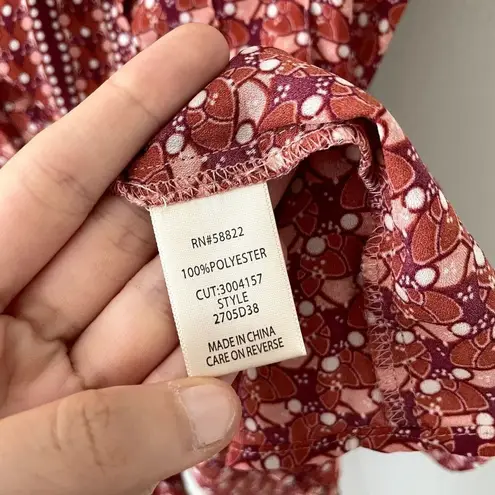 RN#58822
100%POLYESTER
CUT:3004157
STYLE
2705D38
MADE IN CHINA
CARE ON REVERSE